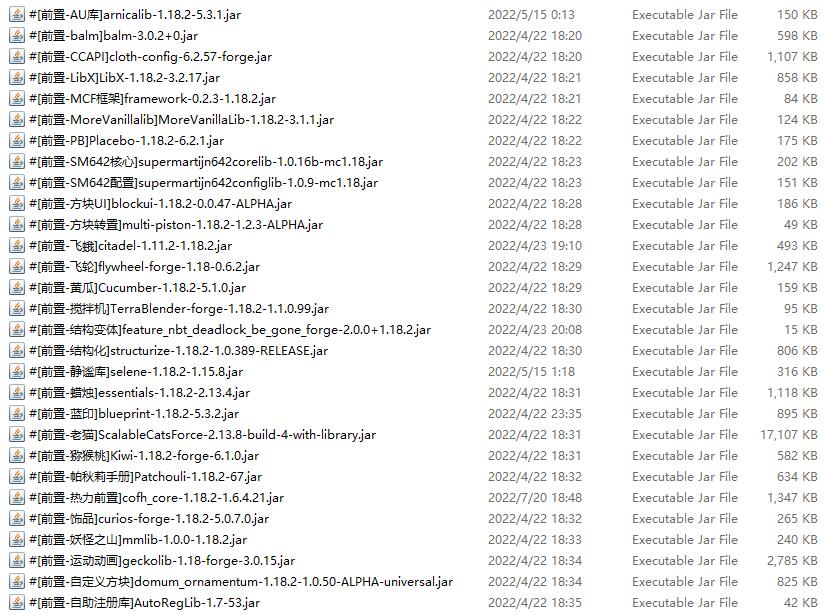 #[前置-AU库]arnicalib-1.18.2-5.3.1.jar 2022/5/15 0:13 Executable Jar File 150 KB
#[前置-balm]balm-3.0.2+0.jar 2022/4/22 18:20 Executable Jar File 598 KB
#[前置-CCAPI]cloth-config-6.2.57-forge.jar 2022/4/22 18:20 Executable Jar File 1,107 KB
#[前置-LibX]LibX-1.18.2-3.2.17.jar 2022/4/22 18:21 Executable Jar File 858 KB
#[前置-MCF框架]framework-0.2.3-1.18.2.jar 2022/4/22 18:21 Executable Jar File 84 KB
#[前置-MoreVanillalib]MoreVanillaLib-1.18.2-3.1.1.jar 2022/4/22 18:22 Executable Jar File 124 KB
#[前置-PB]Placebo-1.18.2-6.2.1.jar 2022/4/22 18:22 Executable Jar File 175 KB
#[前置-SM642核心]supermartijn642corelib-1.0.16b-mc1.18.jar 2022/4/22 18:23 Executable Jar File 202 KB
#[前置-SM642配置]supermartijn642configlib-1.0.9-mc1.18.jar 2022/4/22 18:23 Executable Jar File 151 KB
#[前置-方块UI]blockui-1.18.2-0.0.47-ALPHA.jar 2022/4/22 18:28 Executable Jar File 186 KB
#[前置-方块转置]multi-piston-1.18.2-1.2.3-ALPHA.jar 2022/4/22 18:28 Executable Jar File 49 KB
#[前置-飞蛾]citadel-1.11.2-1.18.2.jar 2022/4/23 19:10 Executable Jar File 493 KB
#[前置-飞轮]flywheel-forge-1.18-0.6.2.jar 2022/4/22 18:29 Executable Jar File 1,247 KB
#[前置-黄瓜]Cucumber-1.18.2-5.1.0.jar 2022/4/22 18:29 Executable Jar File 159 KB
#[前置-搅拌机]TerraBlender-forge-1.18.2-1.1.0.99.jar 2022/4/22 18:30 Executable Jar File 95 KB
#[前置-结构变体]feature_nbt_deadlock_be_gone_forge-2.0.0+1.18.2.jar 2022/4/23 20:08 Executable Jar File 15 KB
#[前置-结构化]structurize-1.18.2-1.0.389-RELEASE.jar 2022/4/22 18:30 Executable Jar File 806 KB
#[前置-静谧库]selene-1.18.2-1.15.8.jar 2022/5/15 1:18 Executable Jar File 316 KB
#[前置-蜡烛]essentials-1.18.2-2.13.4.jar 2022/4/22 18:31 Executable Jar File 1,118 KB
#[前置-蓝印]blueprint-1.18.2-5.3.2.jar 2022/4/22 23:35 Executable Jar File 895 KB
#[前置-老猫]ScalableCatsForce-2.13.8-build-4-with-library.jar 2022/4/22 18:31 Executable Jar File 17,107 KB
#[前置-猕猴桃]Kiwi-1.18.2-forge-6.1.0.jar 2022/4/22 18:31 Executable Jar File 582 KB
#[前置-帕秋莉手册]Patchouli-1.18.2-67.jar 2022/4/22 18:32 Executable Jar File 634 KB
#[前置-热力前置]cofh_core-1.18.2-1.6.4.21.jar 2022/7/20 18:48 Executable Jar File 1,347 KB
#[前置-饰品]curios-forge-1.18.2-5.0.7.0.jar 2022/4/22 18:32 Executable Jar File 265 KB
#[前置-妖怪之山]mmlib-1.0.0-1.18.2.jar 2022/4/22 18:33 Executable Jar File 240 KB
#[前置-运动动画]geckolib-1.18-forge-3.0.15.jar 2022/4/22 18:34 Executable Jar File 2,785 KB
#[前置-自定义方块]domum_ornamentum-1.18.2-1.0.50-ALPHA-universal.jar 2022/4/22 18:34 Executable Jar File 825 KB
#[前置-自助注册库]AutoRegLib-1.7-53.jar 2022/4/22 18:35 Executable Jar File 42 KB